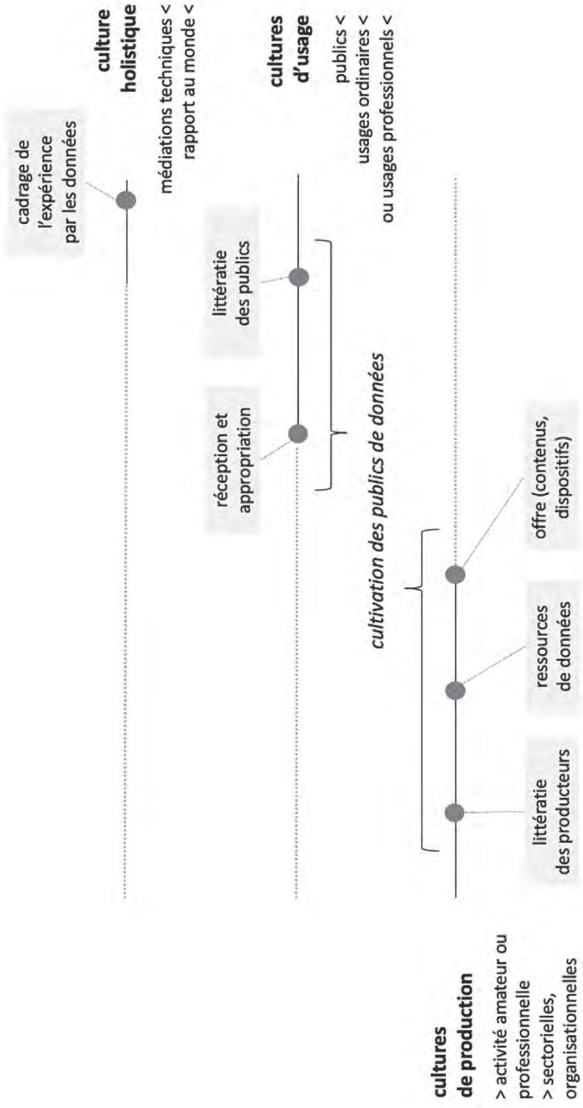 cadrage de
l'expérience
par les données
culture
holistique
médiations techniques <
rapport au monde <
réception et
appropriation
littératie
des publics
cultures
d'usage
publics <
usages ordinaires <
ou usages professionnels <
cultivation des publics de données
cultures
de production
> activité amateur ou
professionnelle
> sectorielles,
organisationnelles
littératie
des producteurs
ressources
de données
offre (contenus,
dispositifs)